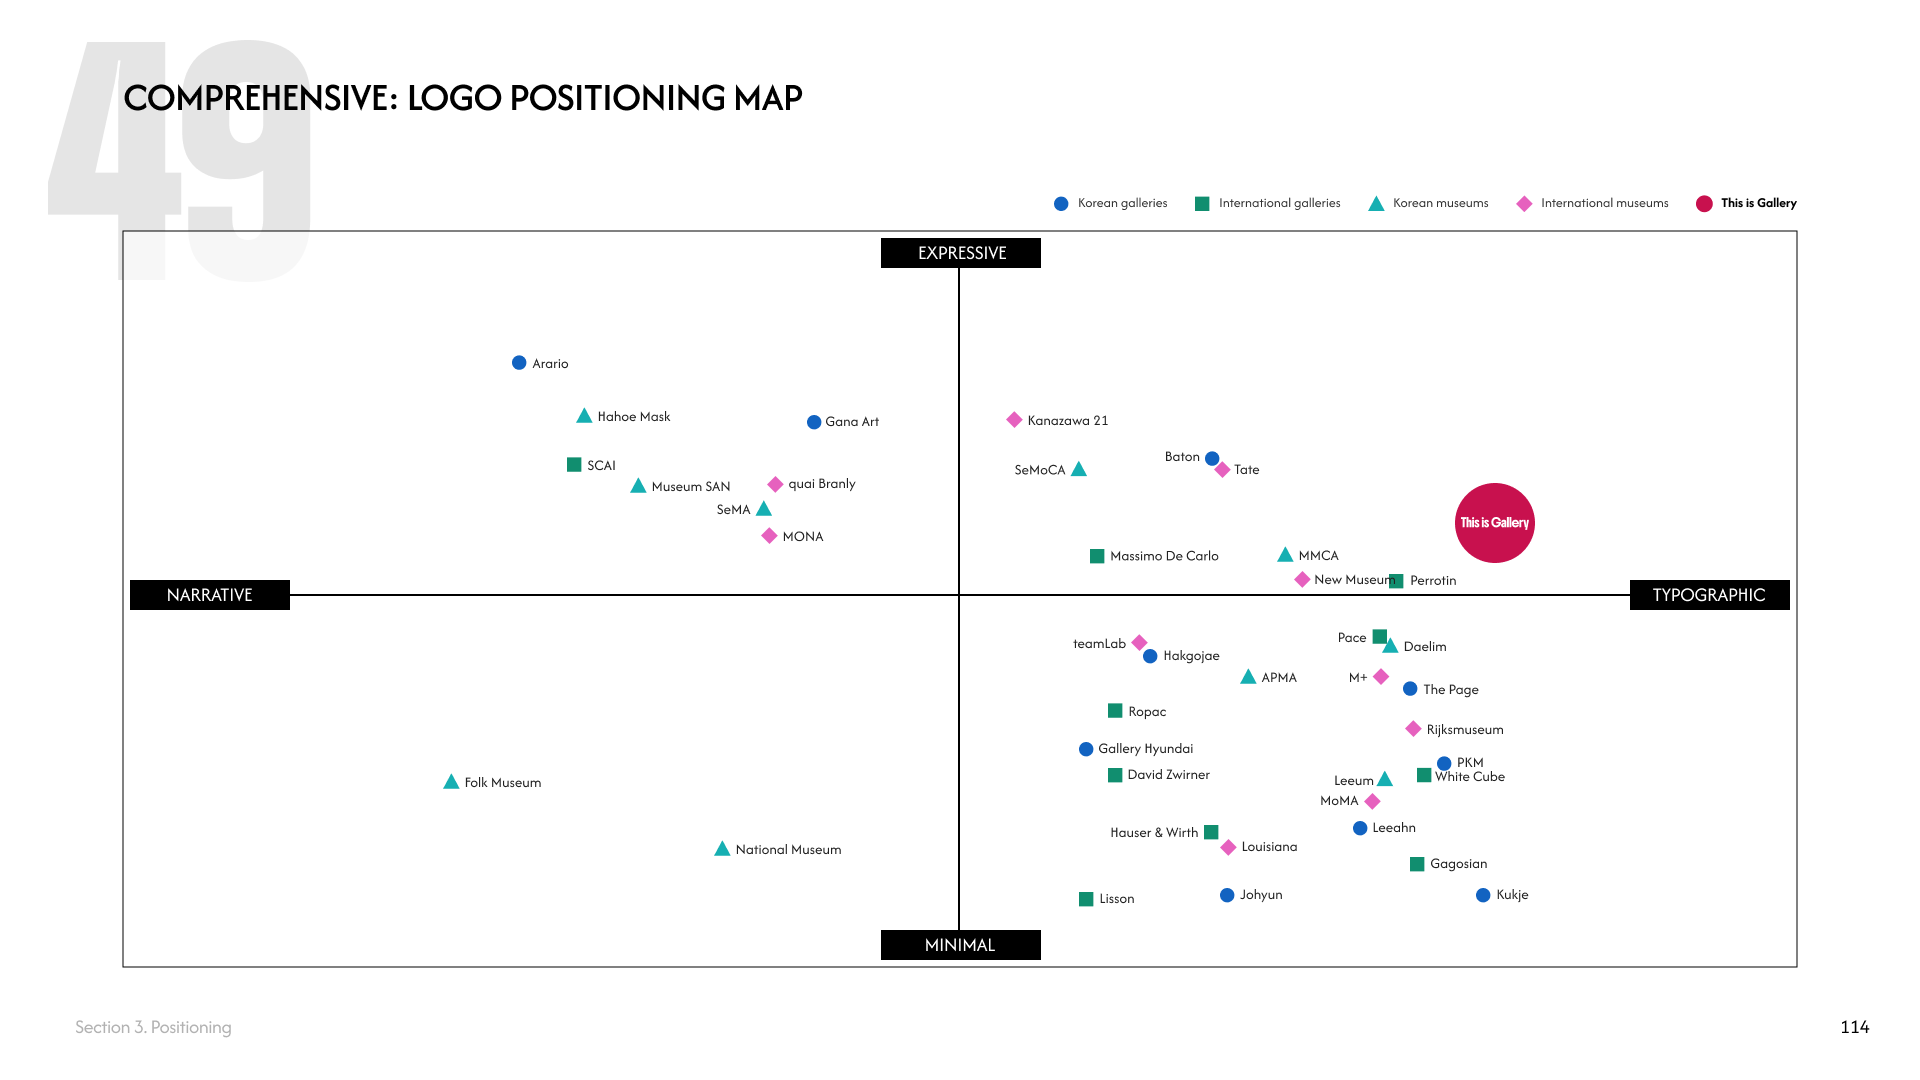 49
COMPREHENSIVE: LOGO POSITIONING MAP
Korean galleries
International galleries
Korean museums
International museums
This is Gallery
EXPRESSIVE
Arario
Hahoe Mask
Gana Art
Kanazawa 21
SCAI
Museum SAN
quai Branly
SeMA
MONA
SeMoCA
Baton
Tate
This is Gallery
Massimo De Carlo
MMCA
New Museum
Perrotin
NARRATIVE
TYPOGRAPHIC
teamLab
Hakgojae
Pace
Daelim
APMA
M+
The Page
Ropac
Rijksmuseum
Gallery Hyundai
PKM
David Zwirner
White Cube
Folk Museum
Leeum
MoMA
Leeahn
Hauser & Wirth
Louisiana
National Museum
Gagosian
Lisson
Johyun
Kukje
MINIMAL
Section 3. Positioning
114